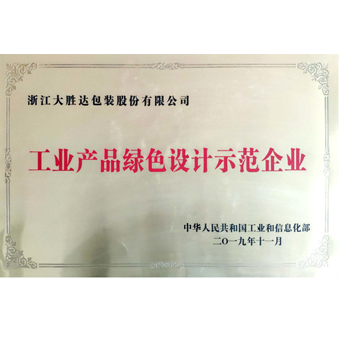 浙江大胜达包装股份有限公司
工业产品绿色设计示范企业
中华人民共和国工业和信息化部
二〇一九年十一月